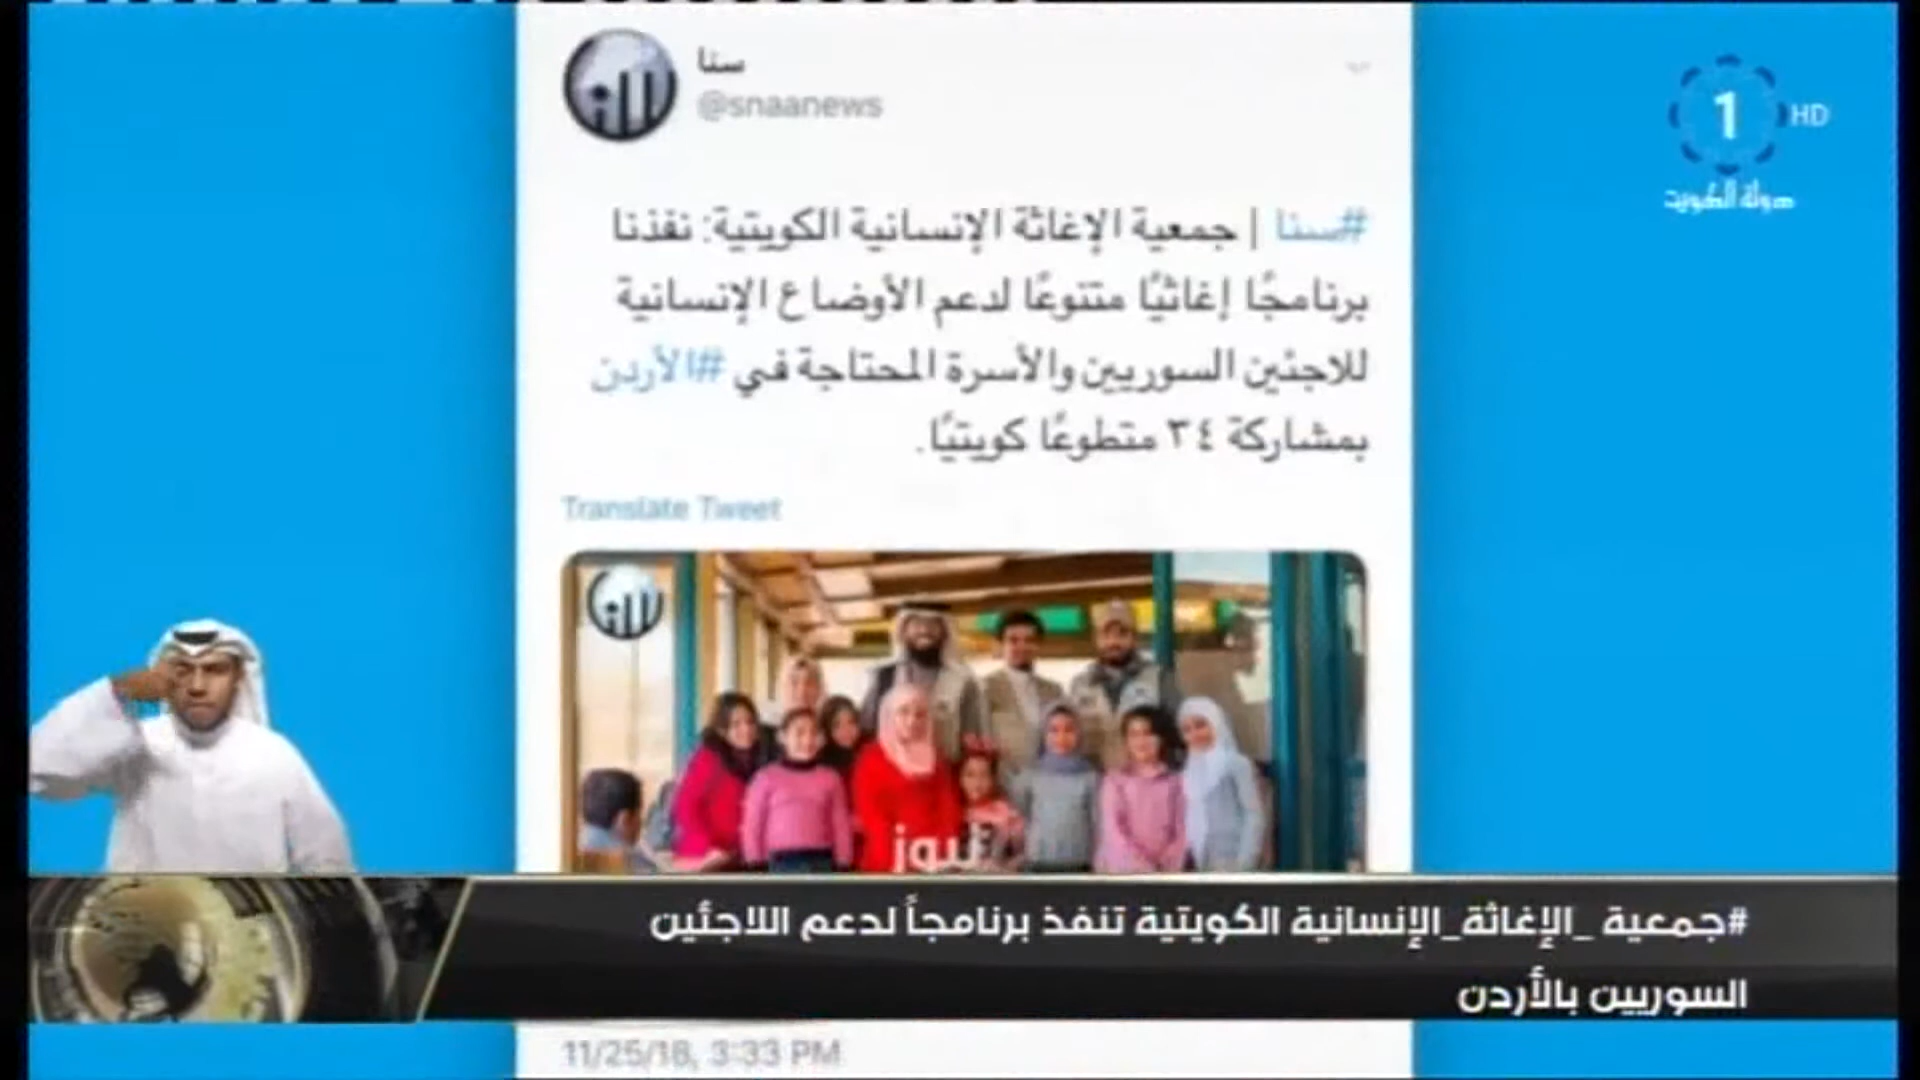 سنا
@snaanews
1 HD
دولة الكويت
#سنا | جمعية الإغاثة الإنسانية الكويتية: نفذنا
برنامجًا إغاثيًا متنوعًا لدعم الأوضاع الإنسانية
للاجئين السوريين والأسرة المحتاجة في #الأردن
بمشاركة ٣٤ متطوعًا كويتيًا.
Translate Tweet
نيوز
#جمعية _الإغاثة_الإنسانية الكويتية تنفذ برنامجاً لدعم اللاجئين
السوريين بالأردن
11/25/18, 3:33 PM